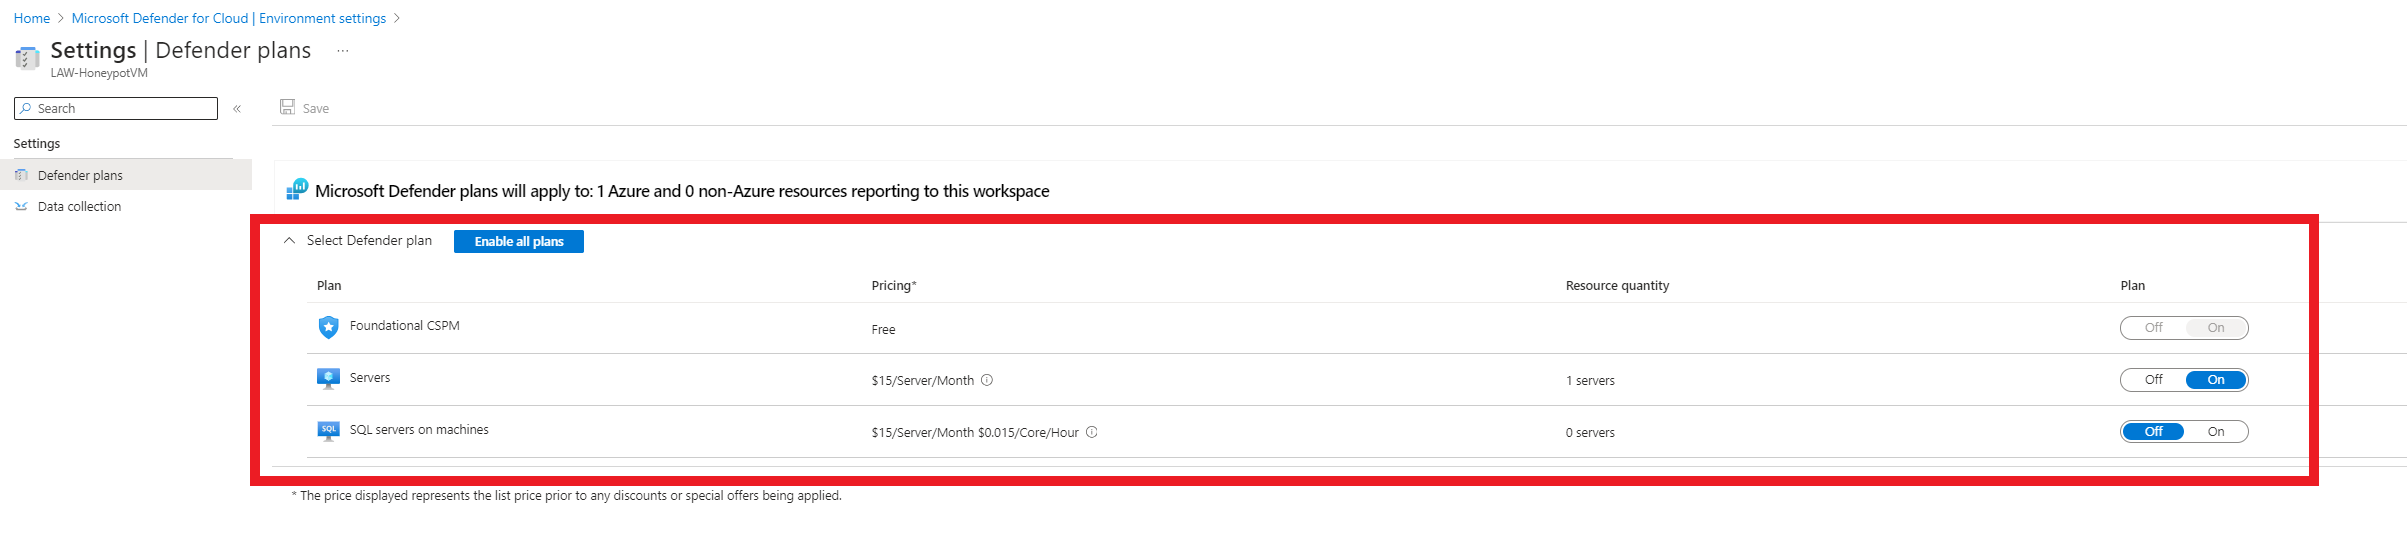 Home > Microsoft Defender for Cloud | Environment settings >
Settings | Defender plans ...
LAW-HoneypotVM
Search «
Save
Settings
Defender plans
Data collection
Microsoft Defender plans will apply to: 1 Azure and 0 non-Azure resources reporting to this workspace
Select Defender plan Enable all plans
Plan Pricing* Resource quantity Plan
Foundational CSPM Free Off On
Servers $15/Server/Month 1 servers Off On
SQL SQL servers on machines $15/Server/Month $0.015/Core/Hour 0 servers Off On
* The price displayed represents the list price prior to any discounts or special offers being applied.